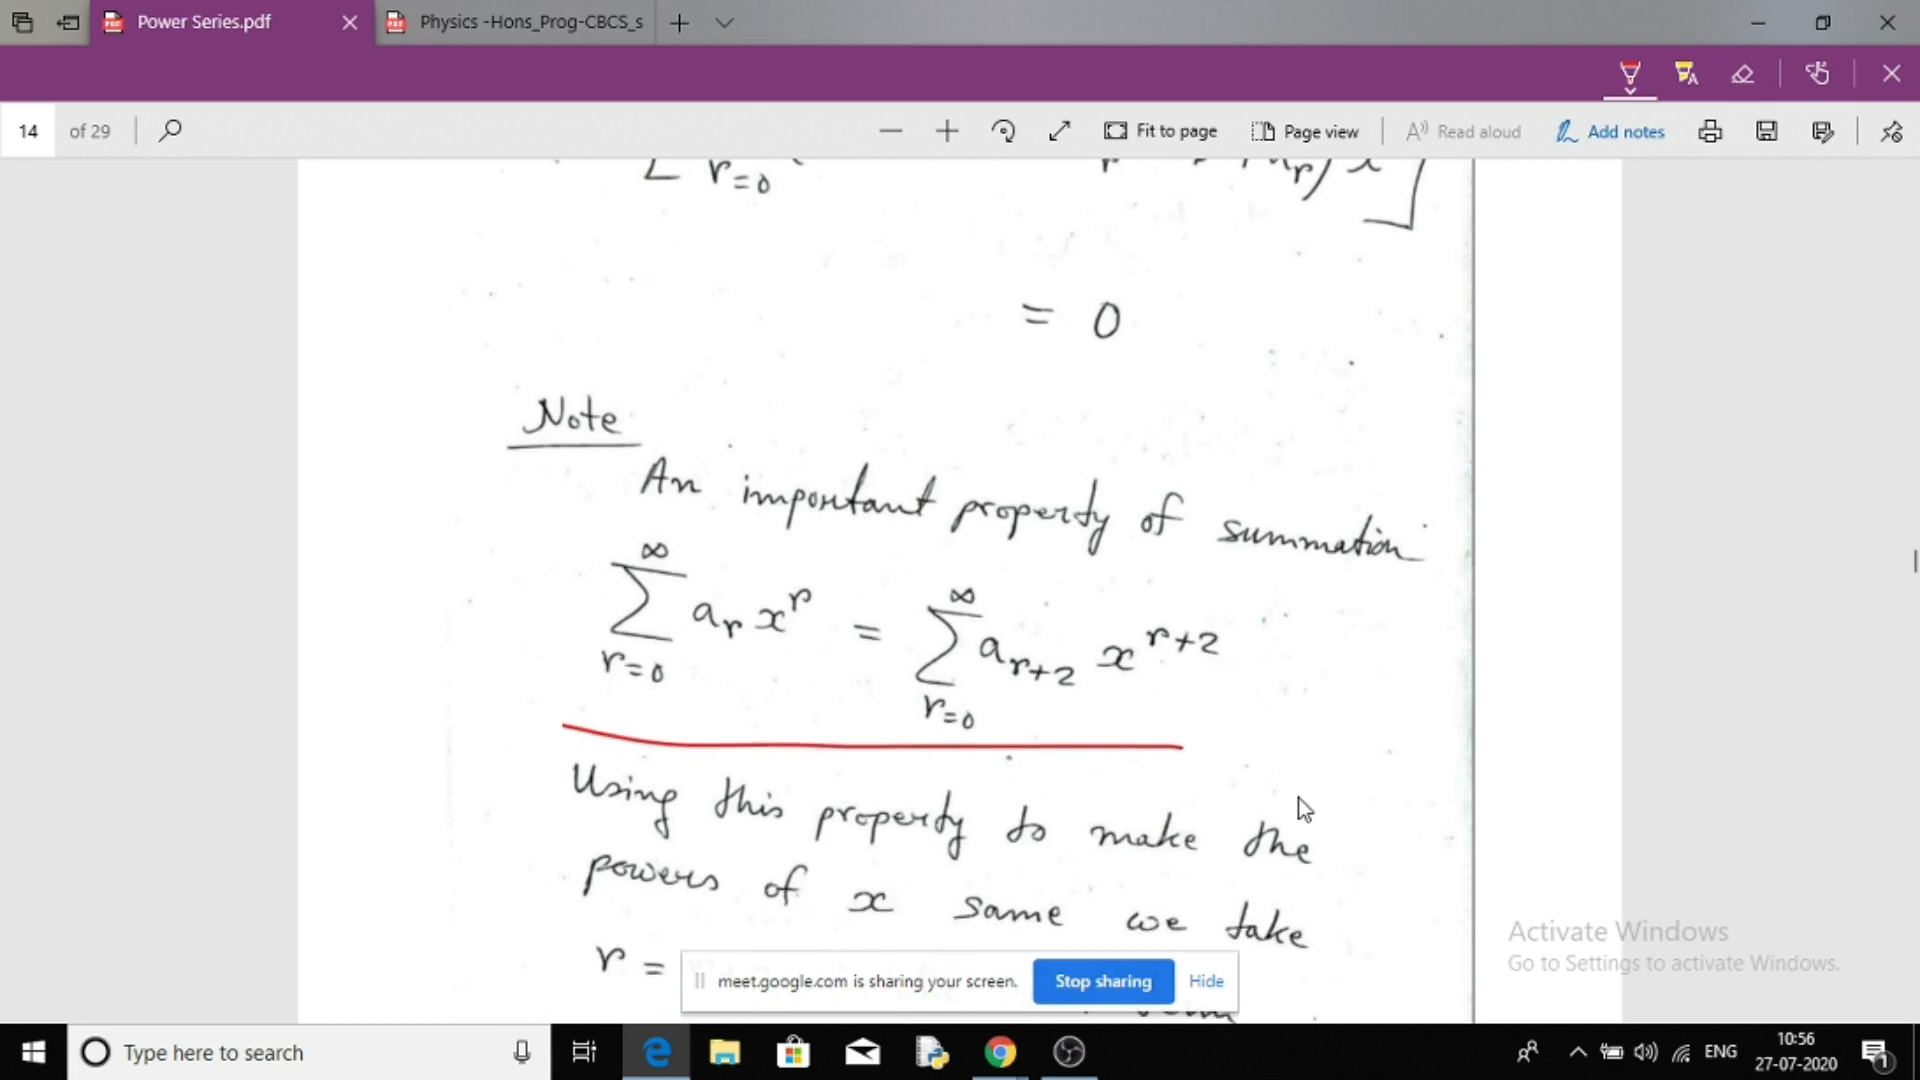 Power Series.pdf
Physics -Hons_Prog-CBCS_s
14 of 29
Fit to page
Page view
Read aloud
Add notes
r=0
= 0
Note
An important property of summation
∞ ∞
∑ a_r x^r = ∑ a_{r+2} x^{r+2}
r=0 r=0
Using this property to make the
powers of x same we take
r =
meet.google.com is sharing your screen.
Stop sharing
Hide
Activate Windows
Go to Settings to activate Windows.
Type here to search
ENG
10:56
27-07-2020
1